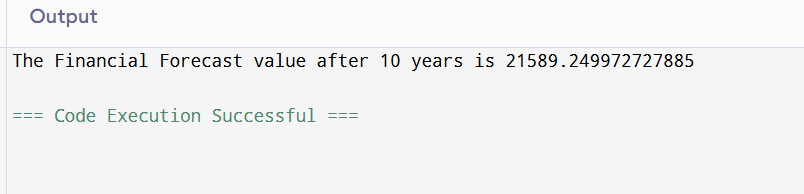 Output
The Financial Forecast value after 10 years is 21589.249972727885
=== Code Execution Successful ===